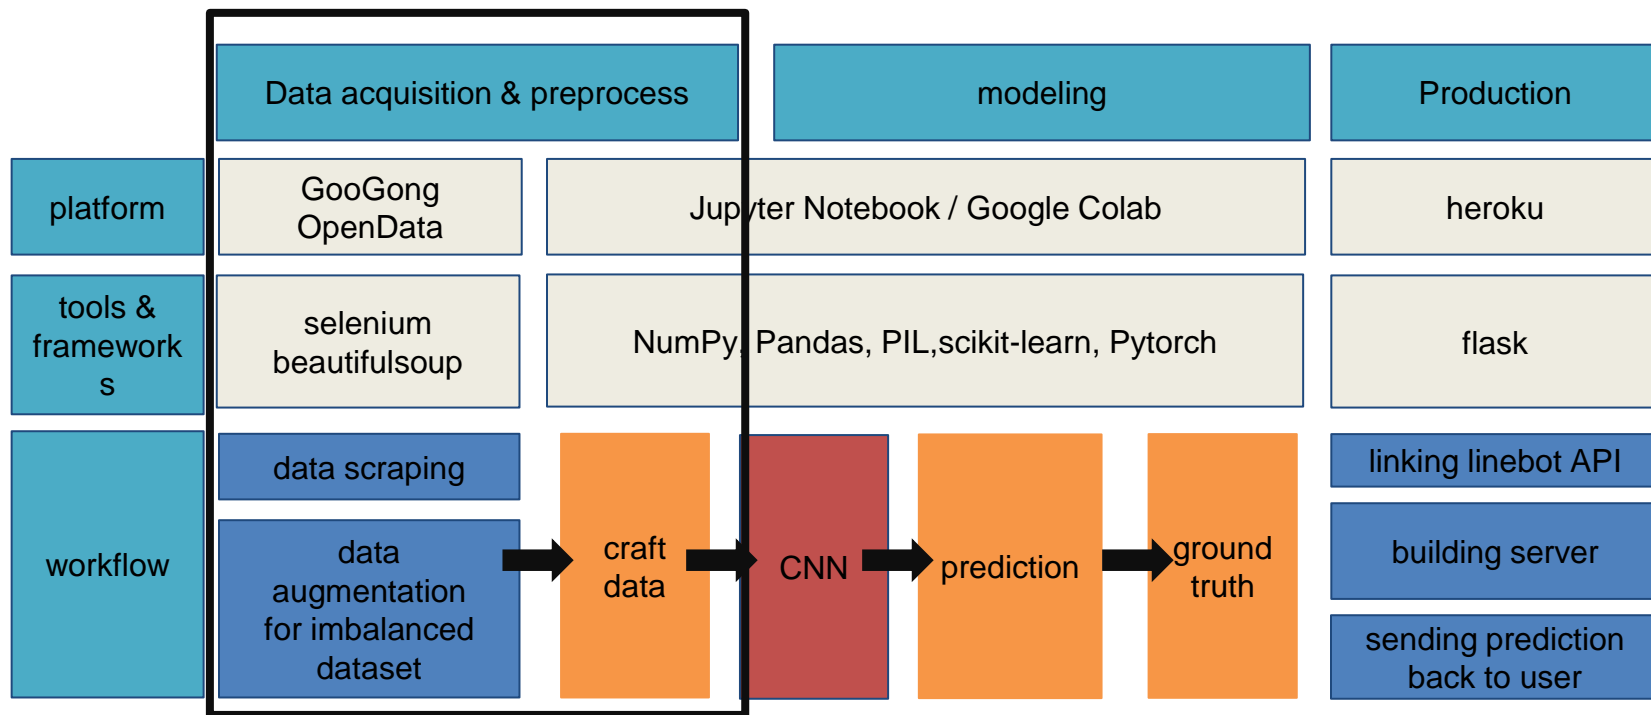 Data acquisition & preprocess
modeling
Production
platform
GooGong
OpenData
Jupyter Notebook / Google Colab
heroku
tools &
framework
s
selenium
beautifulsoup
NumPy, Pandas, PIL,scikit-learn, Pytorch
flask
workflow
data scraping
data
augmentation
for imbalanced
dataset
craft
data
CNN
prediction
ground
truth
linking linebot API
building server
sending prediction
back to user